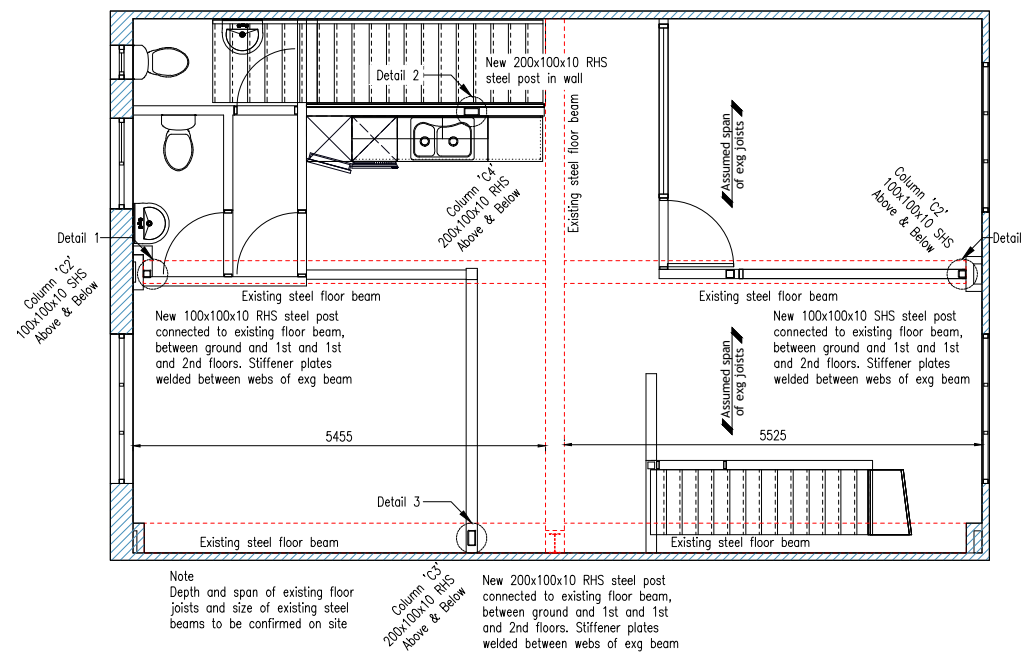 New 200x100x10 RHS
steel post in wall
Detail 2
Existing steel floor beam
Assumed span
of exg joists
Column 'C4'
200x100x10 RHS
Above & Below
Column 'C2'
100x100x10 SHS
Above & Below
Detail 1
Detail
Column 'C2'
100x100x10 SHS
Above & Below
Existing steel floor beam
Existing steel floor beam
New 100x100x10 RHS steel post
connected to existing floor beam,
between ground and 1st and 1st
and 2nd floors. Stiffener plates
welded between webs of exg beam
New 100x100x10 SHS steel post
connected to existing floor beam,
between ground and 1st and 1st
and 2nd floors. Stiffener plates
welded between webs of exg beam
Assumed span
of exg joists
5455
5525
Detail 3
Existing steel floor beam
Existing steel floor beam
Note
Depth and span of existing floor
joists and size of existing steel
beams to be confirmed on site
Column 'C3'
200x100x10 RHS
Above & Below
New 200x100x10 RHS steel post
connected to existing floor beam,
between ground and 1st and 1st
and 2nd floors. Stiffener plates
welded between webs of exg beam